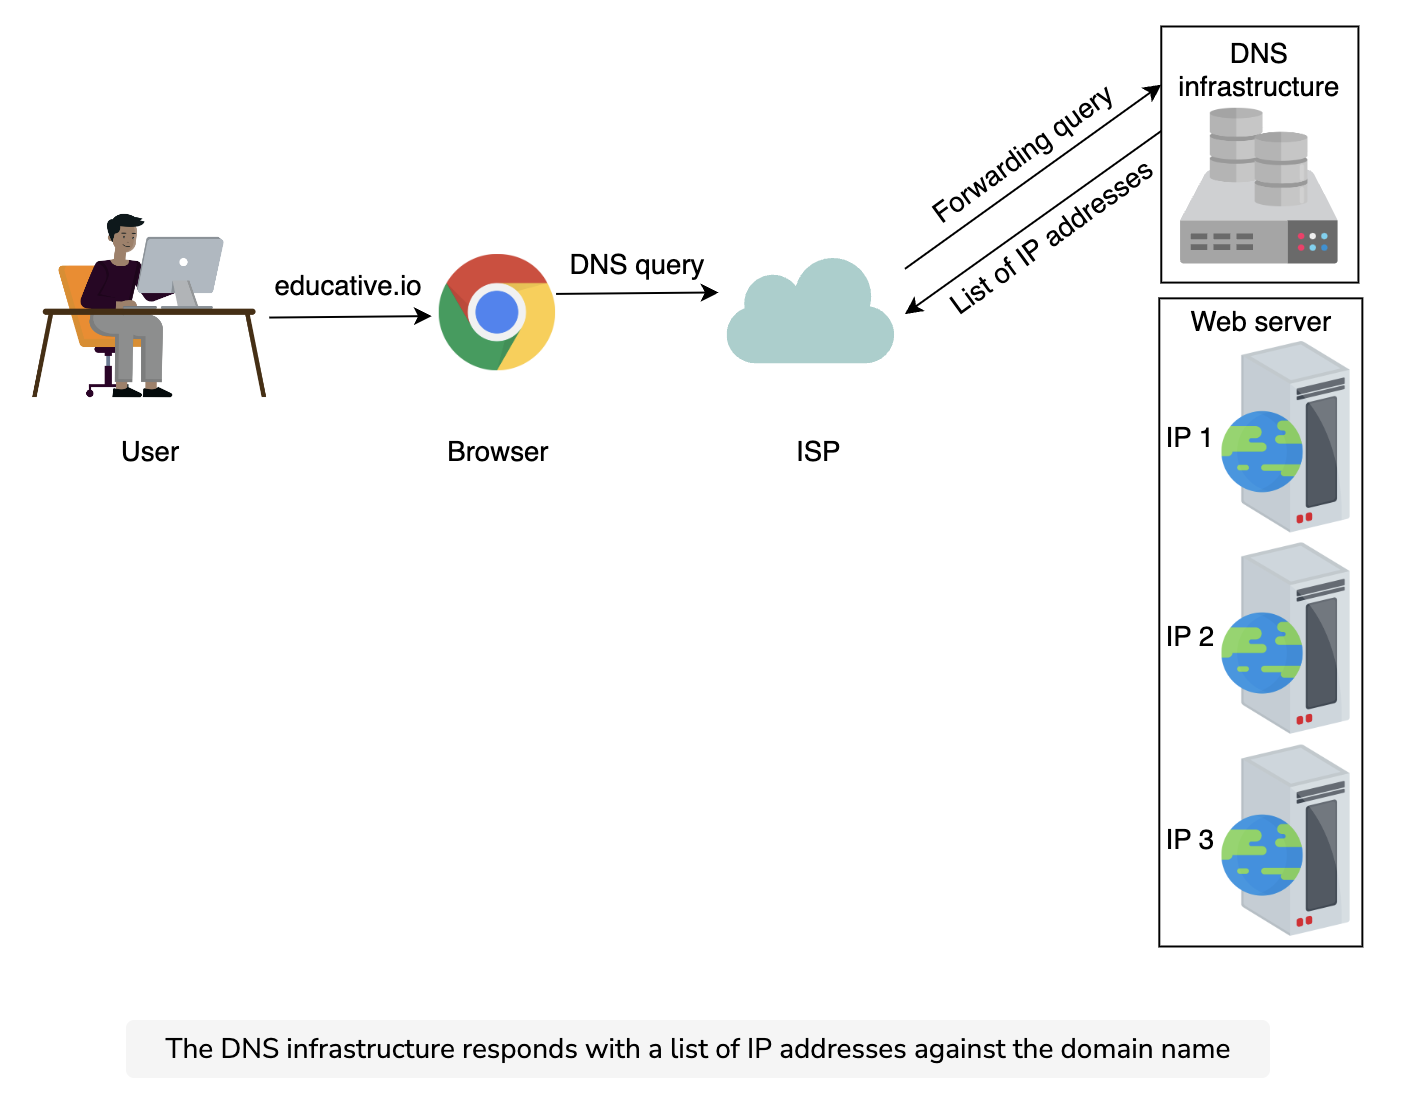 DNS
infrastructure
Forwarding query
List of IP addresses
educative.io
DNS query
User
Browser
ISP
Web server
IP 1
IP 2
IP 3
The DNS infrastructure responds with a list of IP addresses against the domain name